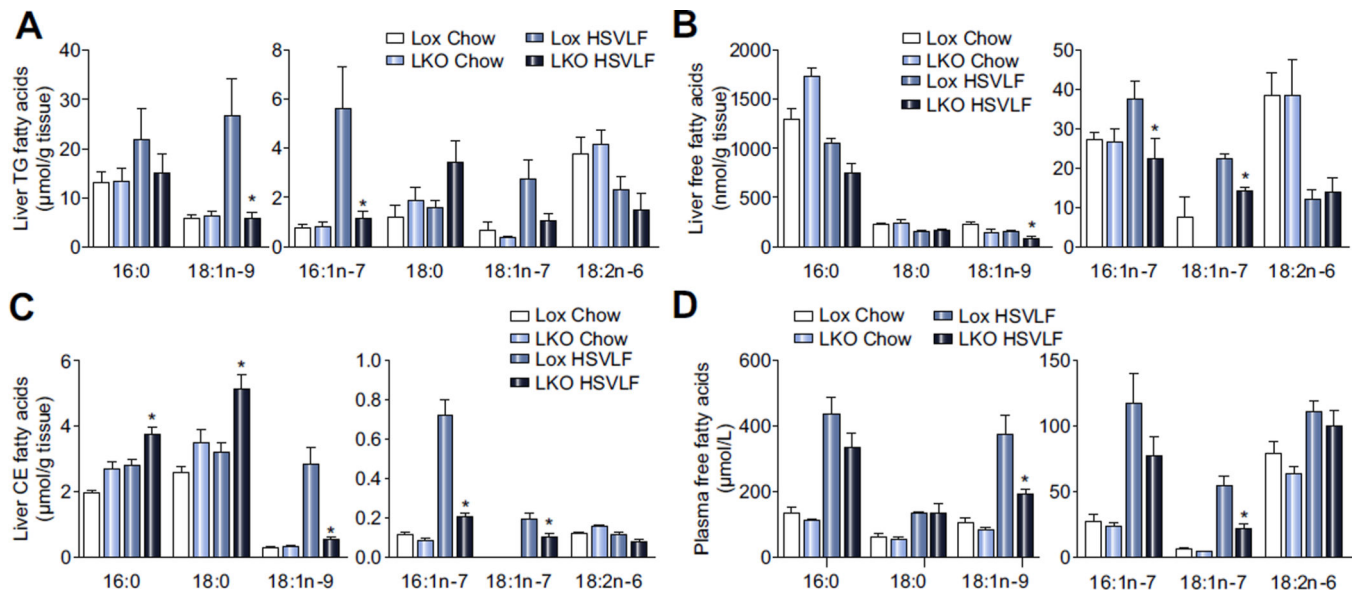 A
Liver TG fatty acids
(µmol/g tissue)
40
30
20
10
0
16:0 18:1n-9
8
6
4
2
0
Lox Chow Lox HSVLF
LKO Chow LKO HSVLF
*
*
16:1n-7 18:0 18:1n-7 18:2n-6
B
Liver free fatty acids
(nmol/g tissue)
2000
1500
1000
500
0
Lox Chow
LKO Chow
Lox HSVLF
LKO HSVLF
*
16:0 18:0 18:1n-9
50
40
30
20
10
0
*
*
16:1n-7 18:1n-7 18:2n-6
C
Liver CE fatty acids
(µmol/g tissue)
6
4
2
0
*
*
*
16:0 18:0 18:1n-9
1.0
0.8
0.6
0.4
0.2
0.0
Lox Chow
LKO Chow
Lox HSVLF
LKO HSVLF
*
*
16:1n-7 18:1n-7 18:2n-6
D
Lox Chow Lox HSVLF
LKO Chow LKO HSVLF
Plasma free fatty acids
(µmol/L)
600
400
200
0
*
16:0 18:0 18:1n-9
150
100
50
0
*
16:1n-7 18:1n-7 18:2n-6